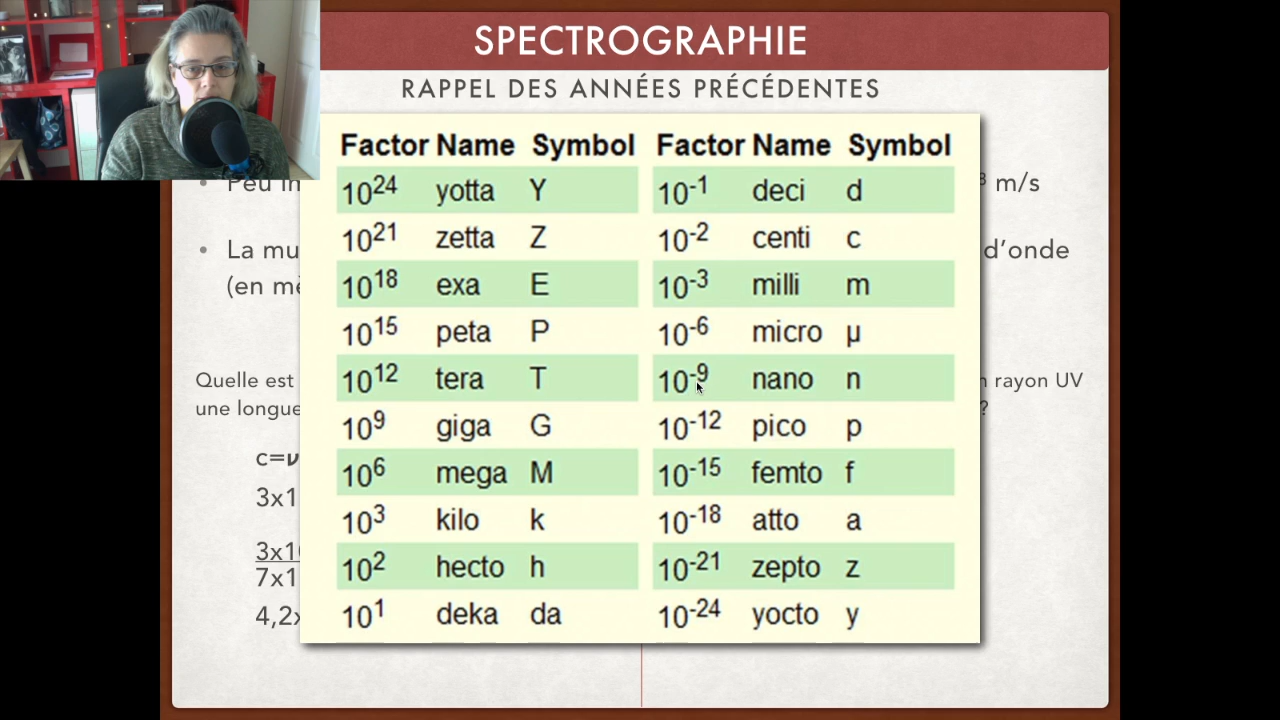 SPECTROGRAPHIE
RAPPEL DES ANNÉES PRÉCÉDENTES
Factor Name Symbol Factor Name Symbol
10^24 yotta Y 10^-1 deci d
10^21 zetta Z 10^-2 centi c
10^18 exa E 10^-3 milli m
10^15 peta P 10^-6 micro µ
10^12 tera T 10^-9 nano n
10^9 giga G 10^-12 pico p
10^6 mega M 10^-15 femto f
10^3 kilo k 10^-18 atto a
10^2 hecto h 10^-21 zepto z
10^1 deka da 10^-24 yocto y
• Peu
m/s
• La
d'onde
(en
Quelle est
rayon UV
une
?
c=ν
3x1
3x1
7x1
4,2x